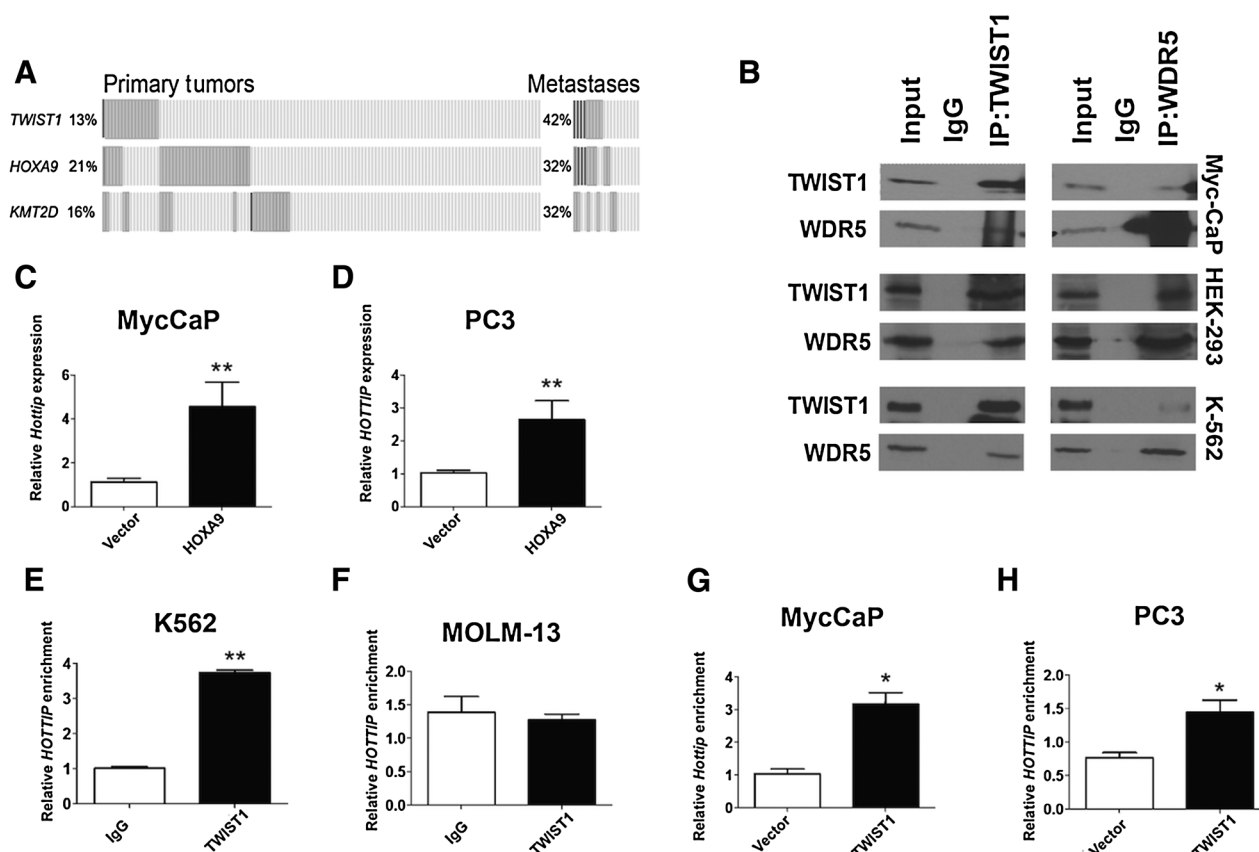 A
Primary tumors
Metastases
TWIST1 13%
42%
HOXA9 21%
32%
KMT2D 16%
32%
B
Input
IgG
IP:TWIST1
Input
IgG
IP:WDR5
TWIST1
WDR5
Myc-CaP
TWIST1
WDR5
HEK-293
TWIST1
WDR5
K-562
C
MycCaP
Relative Hottip expression
6
4
2
0
**
Vector
HOXA9
D
PC3
Relative HOTTIP expression
4
3
2
1
0
**
Vector
HOXA9
E
K562
Relative HOTTIP enrichment
4
3
2
1
0
**
IgG
TWIST1
F
MOLM-13
Relative HOTTIP enrichment
2.0
1.5
1.0
0.5
0.0
IgG
TWIST1
G
MycCaP
Relative Hottip enrichment
4
3
2
1
0
*
Vector
TWIST1
H
PC3
Relative HOTTIP enrichment
2.0
1.5
1.0
0.5
0.0
*
Vector
TWIST1